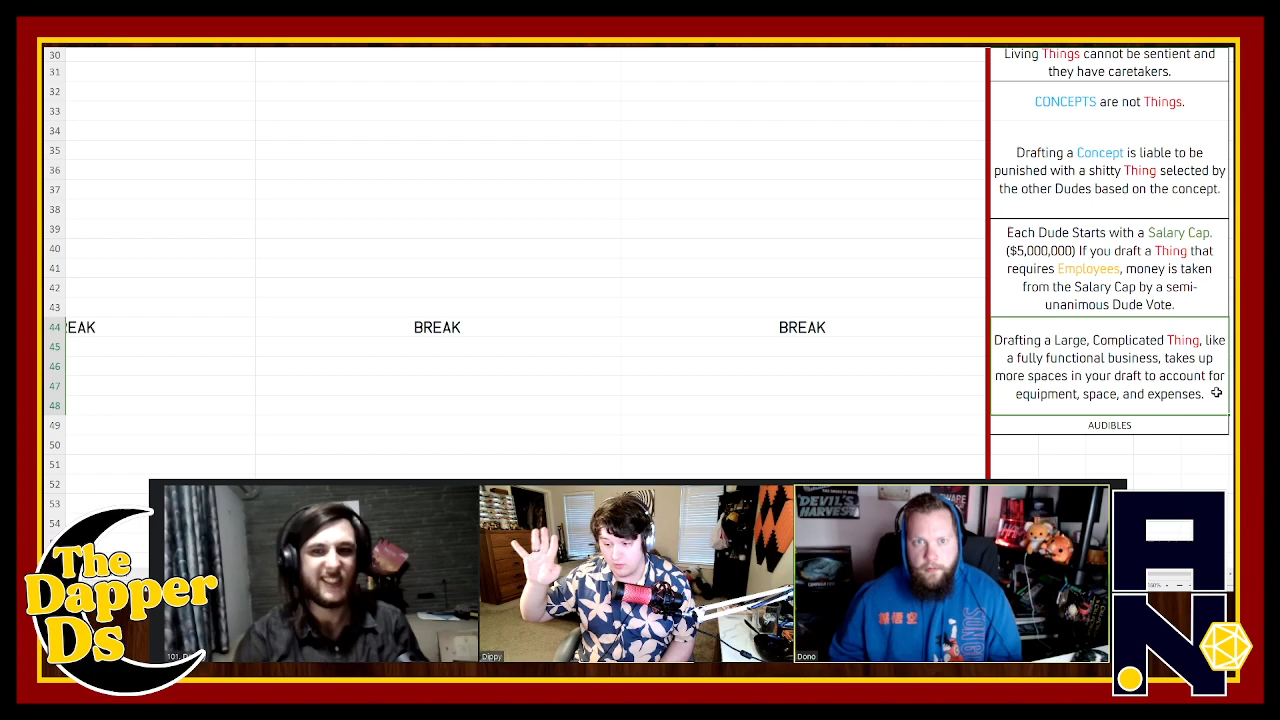 30
31
32
33
34
35
36
37
38
39
40
41
42
43
44
45
46
47
48
49
50
51
52
53
54
EAK
BREAK
BREAK
Living Things cannot be sentient and
they have caretakers.
CONCEPTS are not Things.
Drafting a Concept is liable to be
punished with a shitty Thing selected by
the other Dudes based on the concept.
Each Dude Starts with a Salary Cap.
($5,000,000) If you draft a Thing that
requires Employees, money is taken
from the Salary Cap by a semi-
unanimous Dude Vote.
Drafting a Large, Complicated Thing, like
a fully functional business, takes up
more spaces in your draft to account for
equipment, space, and expenses.
AUDIBLES
DEVIL'S
HARVEST
Dippy
Dono
The
Dapper
Ds